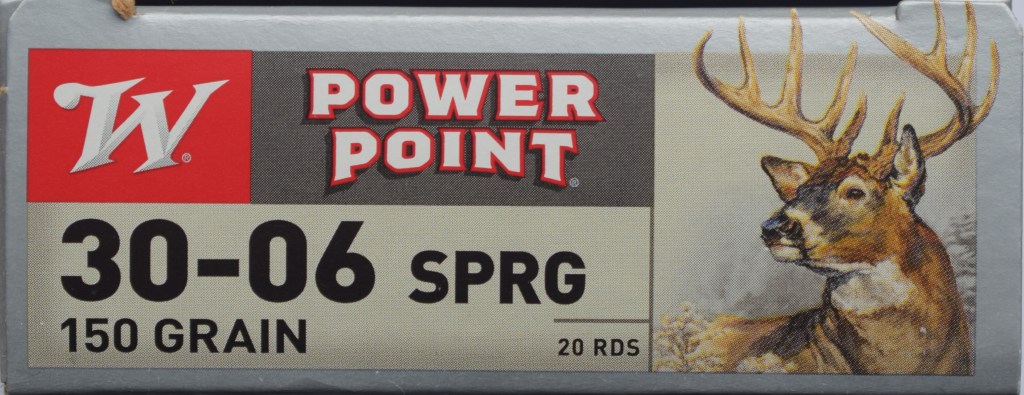 W®
POWER
POINT®
30-06 SPRG
150 GRAIN
20 RDS